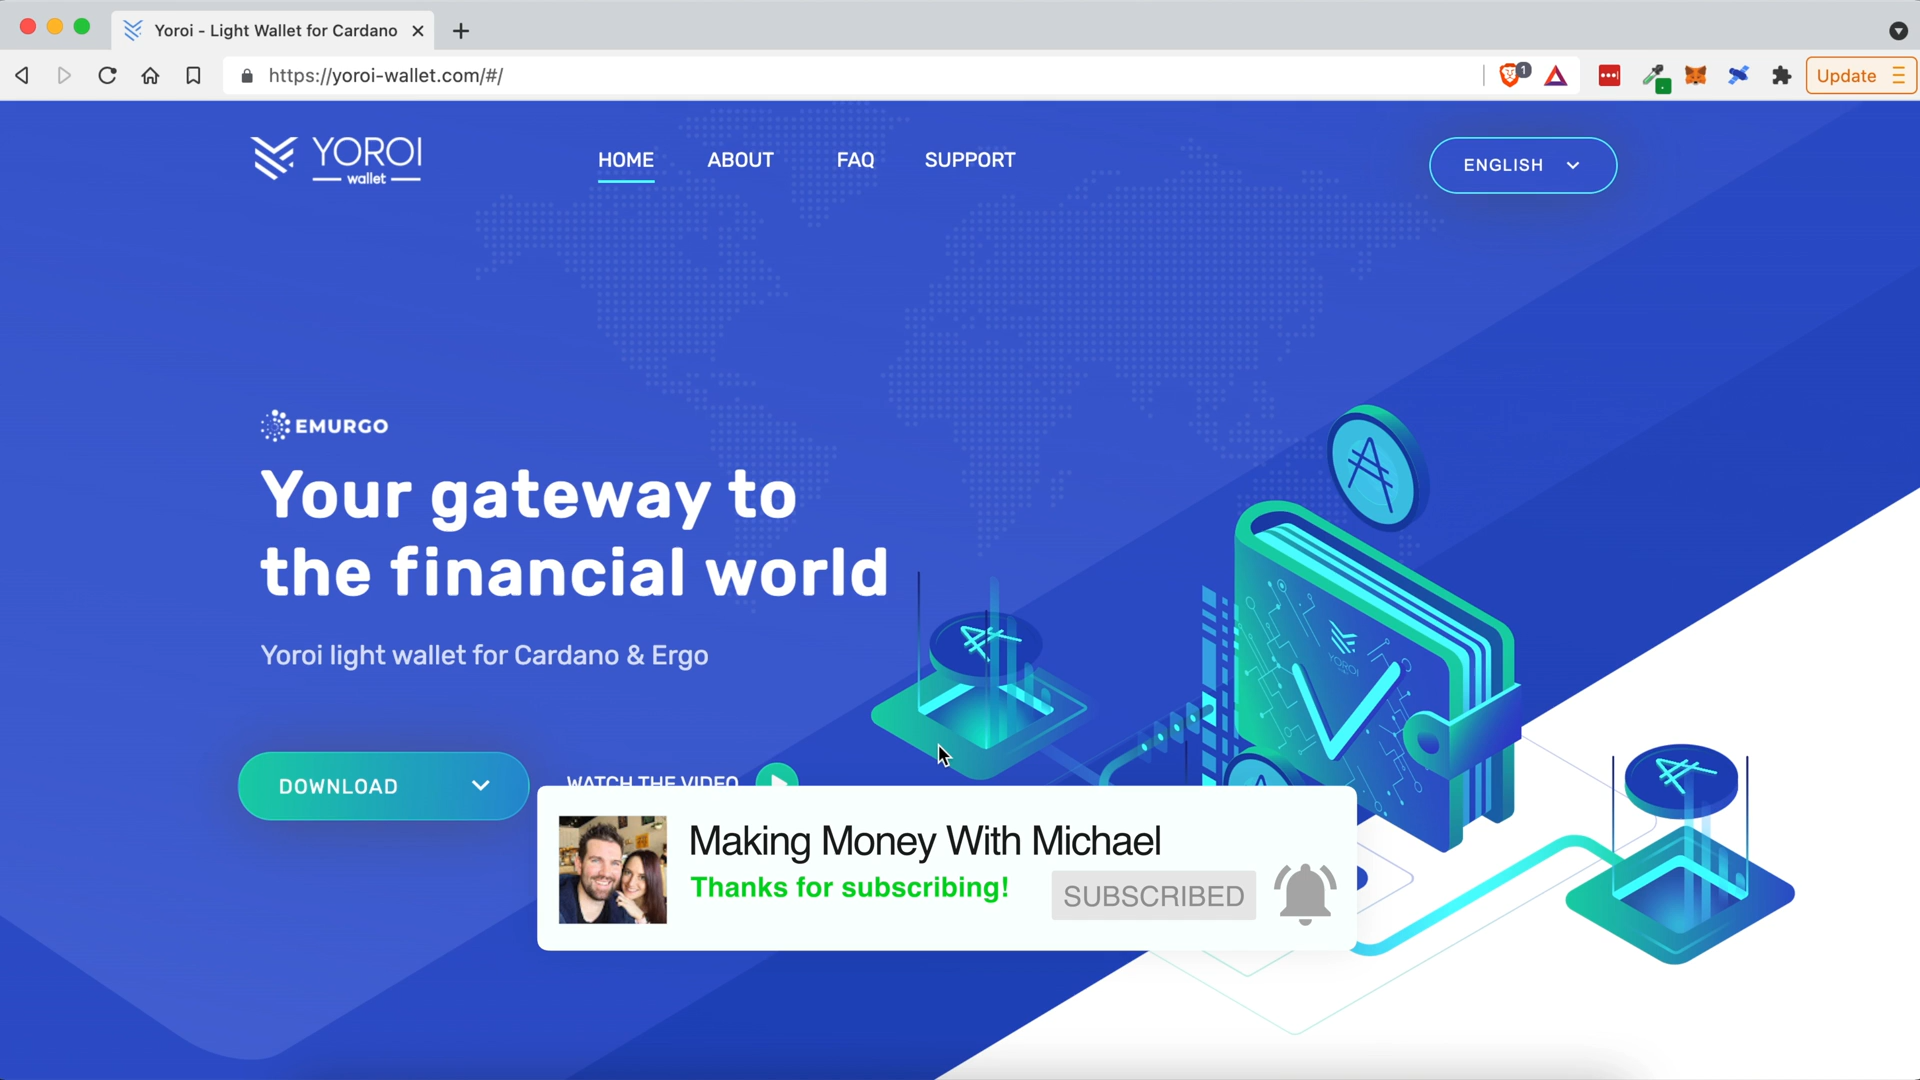 Yoroi - Light Wallet for Cardano
https://yoroi-wallet.com/#/
1
Update
YOROI
wallet
HOME
ABOUT
FAQ
SUPPORT
ENGLISH
EMURGO
Your gateway to
the financial world
Yoroi light wallet for Cardano & Ergo
YOROI
DOWNLOAD
WATCH THE VIDEO
Making Money With Michael
Thanks for subscribing!
SUBSCRIBED